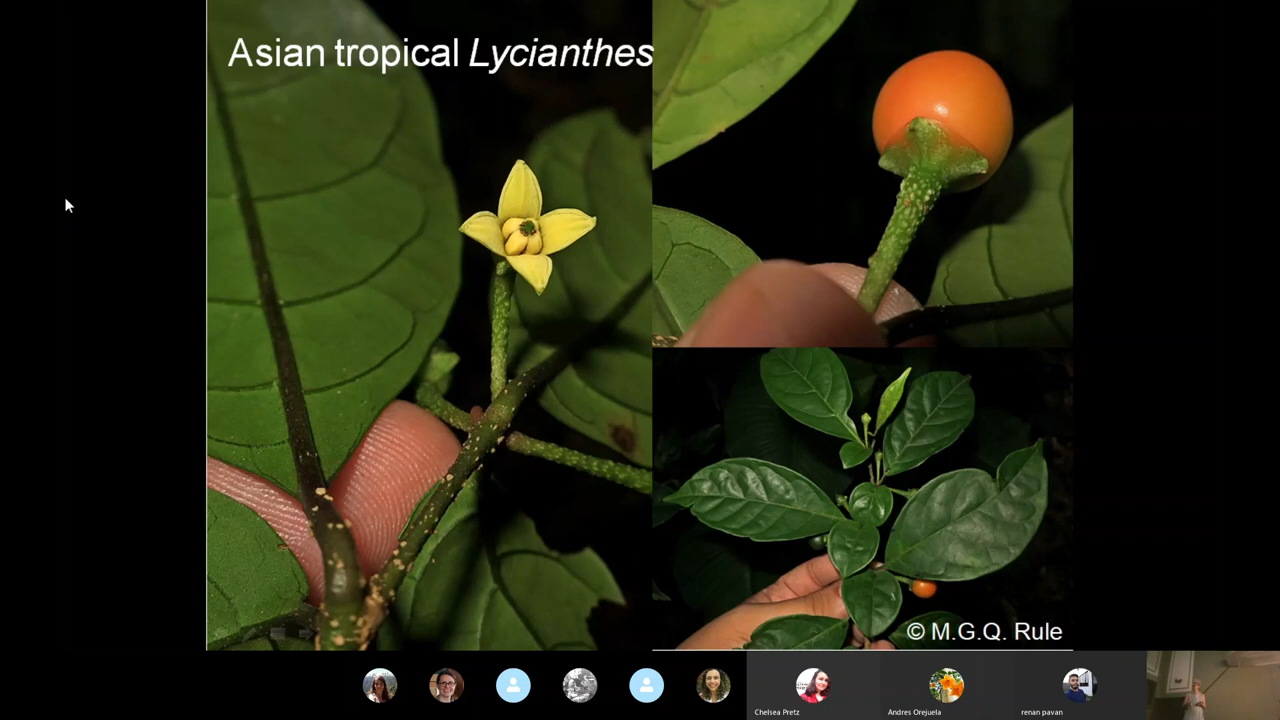 Asian tropical Lycianthes
© M.G.Q. Rule
Chelsea Pretz
Andres Orejuela
renan pavan